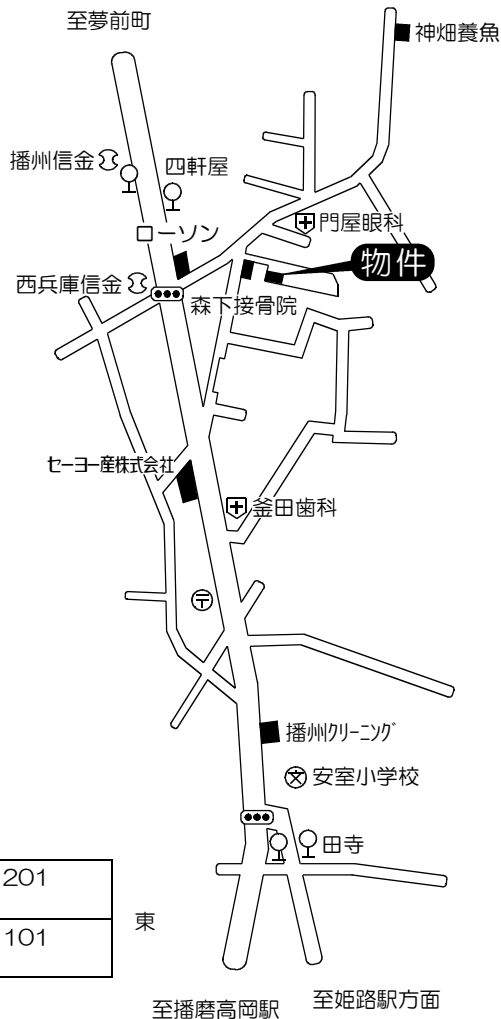 至夢前町
神畑養魚
播州信金
四軒屋
門屋眼科
ローソン
物件
西兵庫信金
森下接骨院
セーヨー産株式会社
釜田歯科
〒
播州ｸﾘｰﾆﾝｸﾞ
文
安室小学校
田寺
201
101
東
至播磨高岡駅
至姫路駅方面